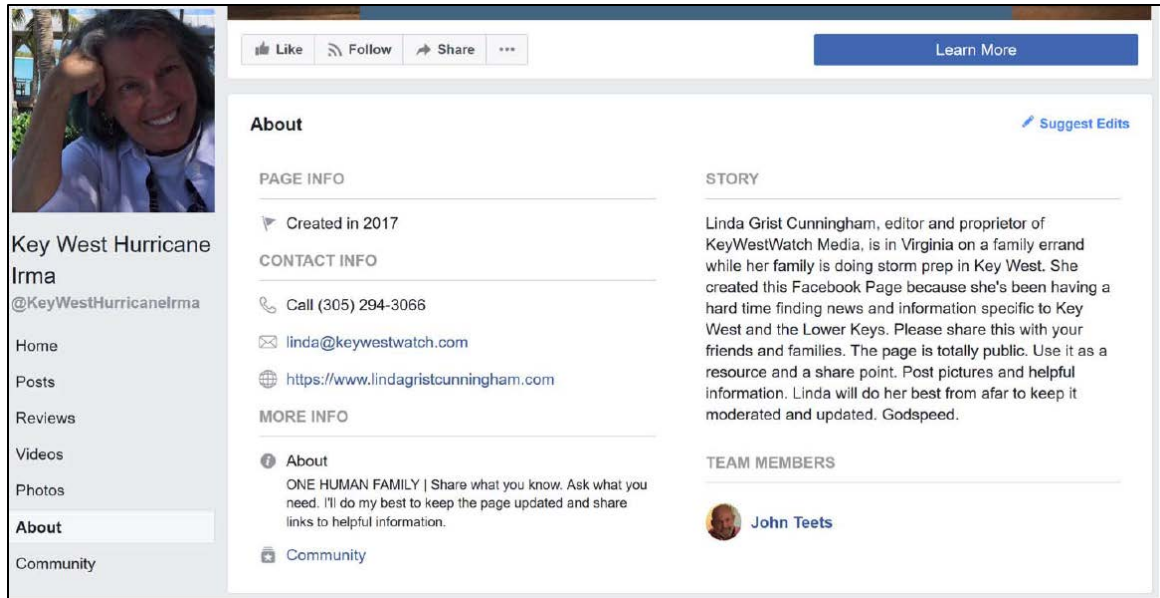 Like Follow Share ...
Learn More
Key West Hurricane
Irma
@KeyWestHurricaneIrma
Home
Posts
Reviews
Videos
Photos
About
Community
About
Suggest Edits
PAGE INFO
Created in 2017
CONTACT INFO
Call (305) 294-3066
linda@keywestwatch.com
https://www.lindagristcunningham.com
MORE INFO
About
ONE HUMAN FAMILY | Share what you know. Ask what you
need. I'll do my best to keep the page updated and share
links to helpful information.
Community
STORY
Linda Grist Cunningham, editor and proprietor of
KeyWestWatch Media, is in Virginia on a family errand
while her family is doing storm prep in Key West. She
created this Facebook Page because she's been having a
hard time finding news and information specific to Key
West and the Lower Keys. Please share this with your
friends and families. The page is totally public. Use it as a
resource and a share point. Post pictures and helpful
information. Linda will do her best from afar to keep it
moderated and updated. Godspeed.
TEAM MEMBERS
John Teets